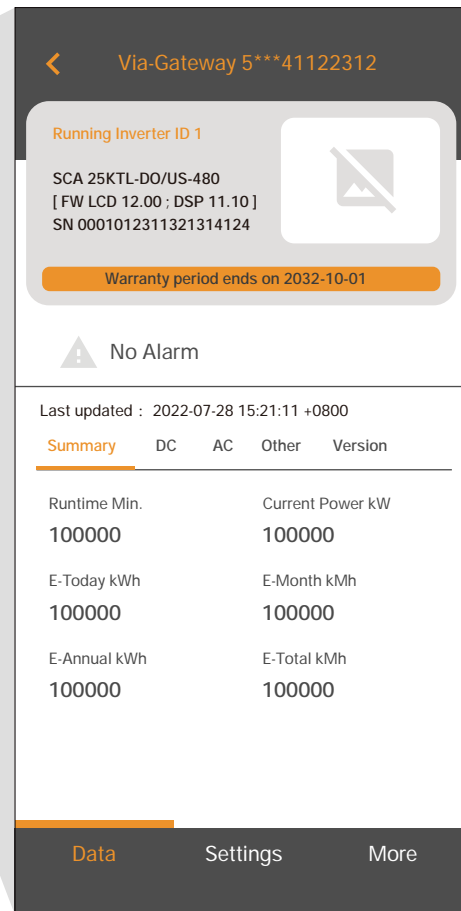 Via-Gateway 5***41122312
Running Inverter ID 1
SCA 25KTL-DO/US-480
[ FW LCD 12.00 ; DSP 11.10 ]
SN 0001012311321314124
Warranty period ends on 2032-10-01
No Alarm
Last updated : 2022-07-28 15:21:11 +0800
Summary DC AC Other Version
Runtime Min. Current Power kW
100000 100000
E-Today kWh E-Month kMh
100000 100000
E-Annual kWh E-Total kMh
100000 100000
Data Settings More